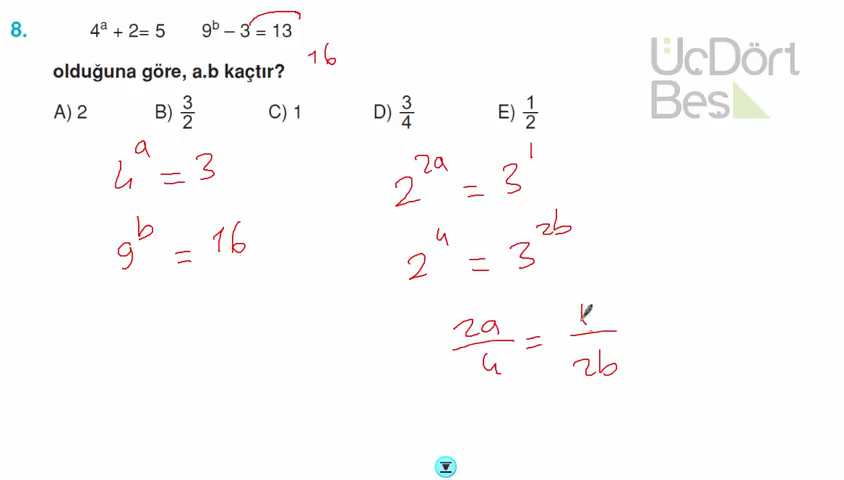 8. 4ᵃ + 2 = 5 9ᵇ – 3 = 13
16
olduğuna göre, a.b kaçtır?
A) 2 B) 3/2 C) 1 D) 3/4 E) 1/2
ÜçDört
Beş
4ᵃ = 3 2²ᵃ = 3¹
9ᵇ = 16 2⁴ = 3²ᵇ
2a/4 = 1/2b